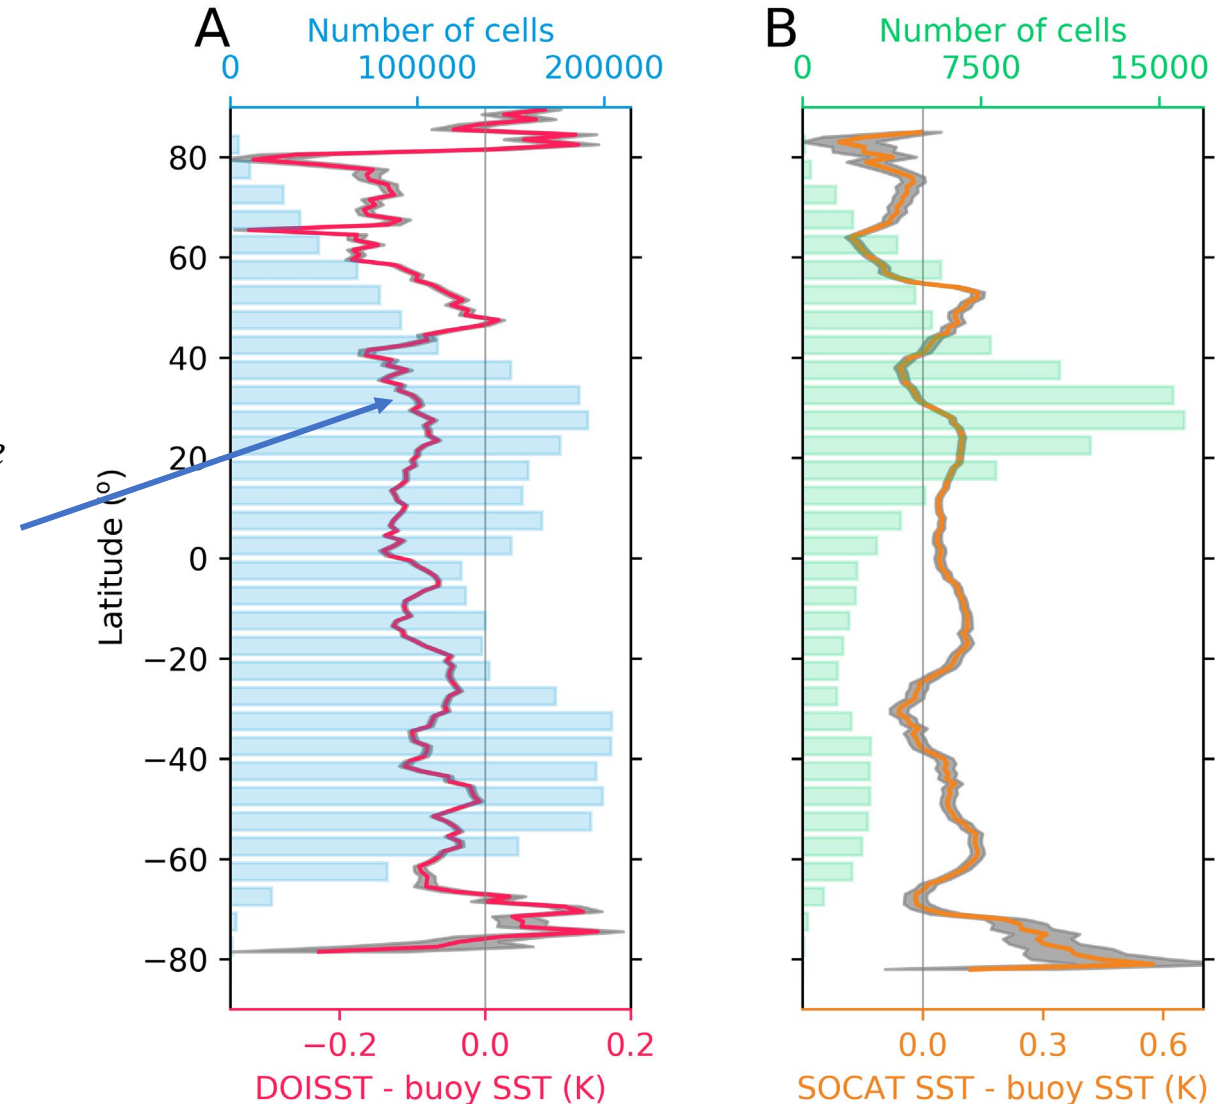 A
Number of cells
0 100000 200000
B
Number of cells
0 7500 15000
Latitude (º)
80
60
40
20
0
−20
−40
−60
−80
−0.2 0.0 0.2
DOISST - buoy SST (K)
0.0 0.3 0.6
SOCAT SST - buoy SST (K)